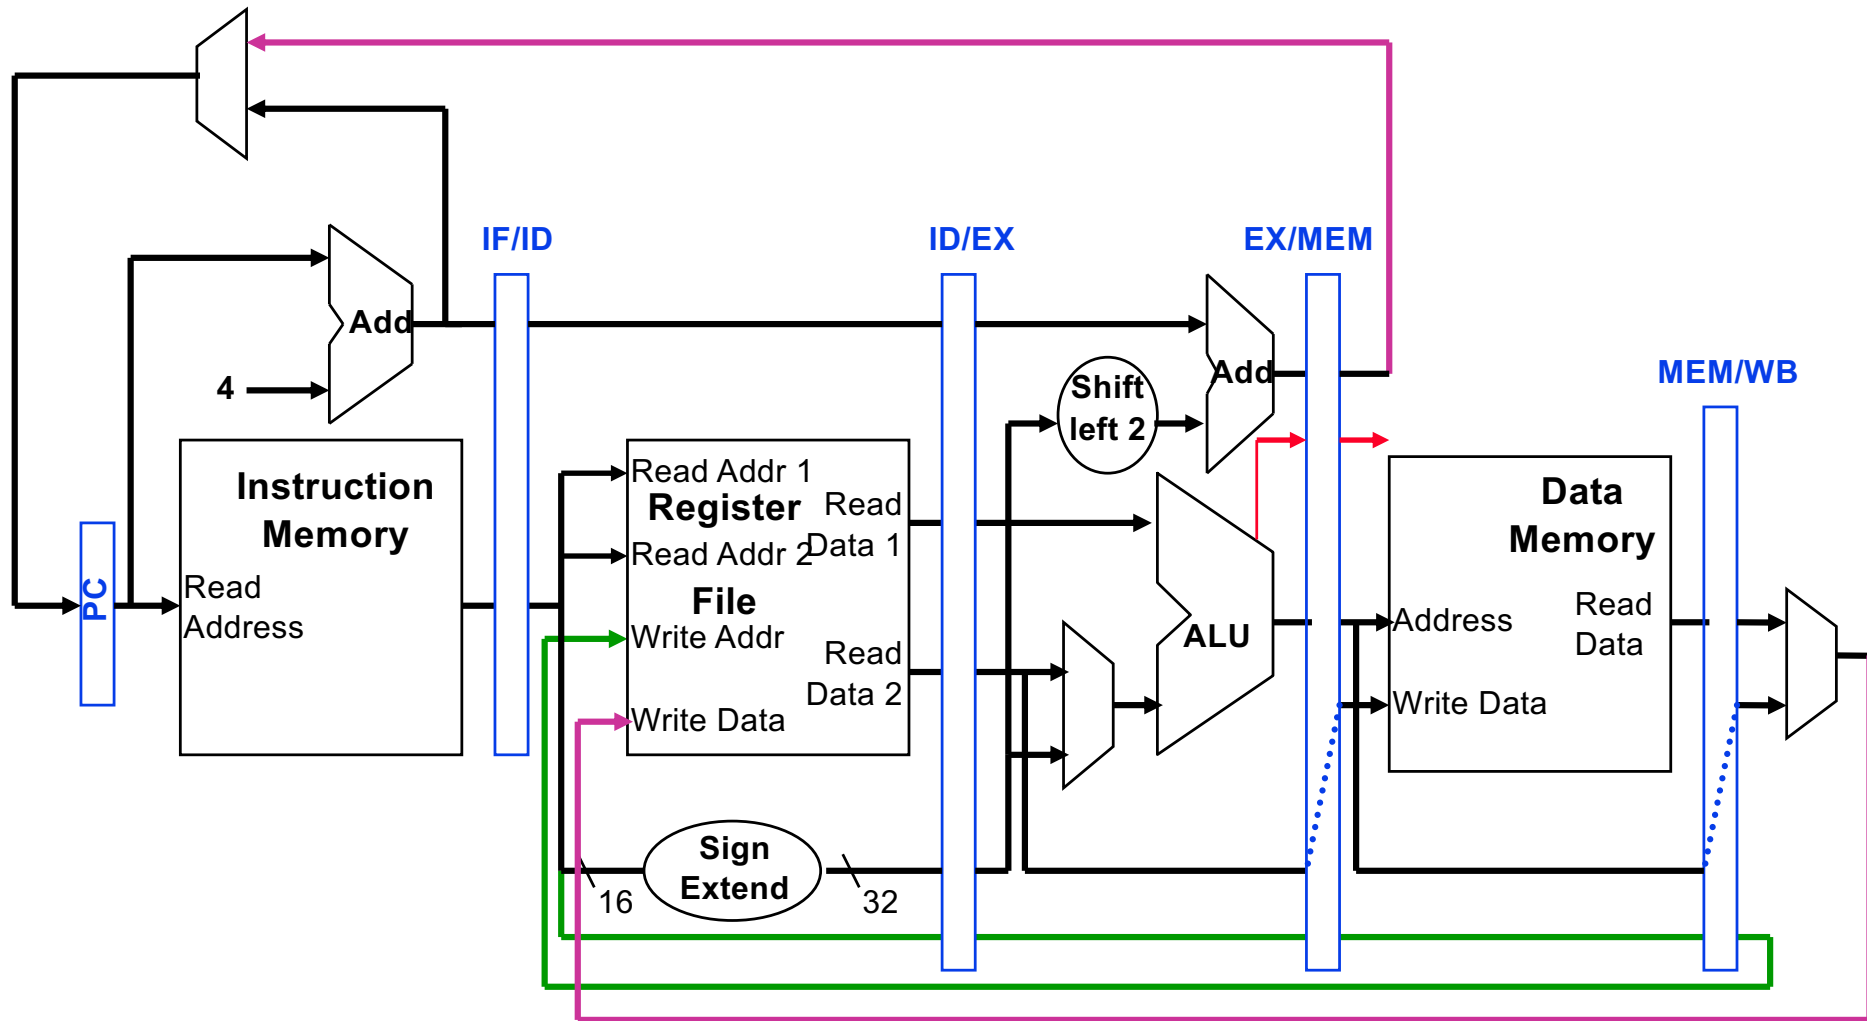 IF/ID
ID/EX
EX/MEM
Add
4
Add
MEM/WB
Shift
left 2
Instruction
Memory
Read
Address
PC
Read Addr 1
Register
Read Addr 2
File
Write Addr
Write Data
Read
Data 1
Read
Data 2
ALU
Data
Memory
Address
Write Data
Read
Data
Sign
Extend
16
32